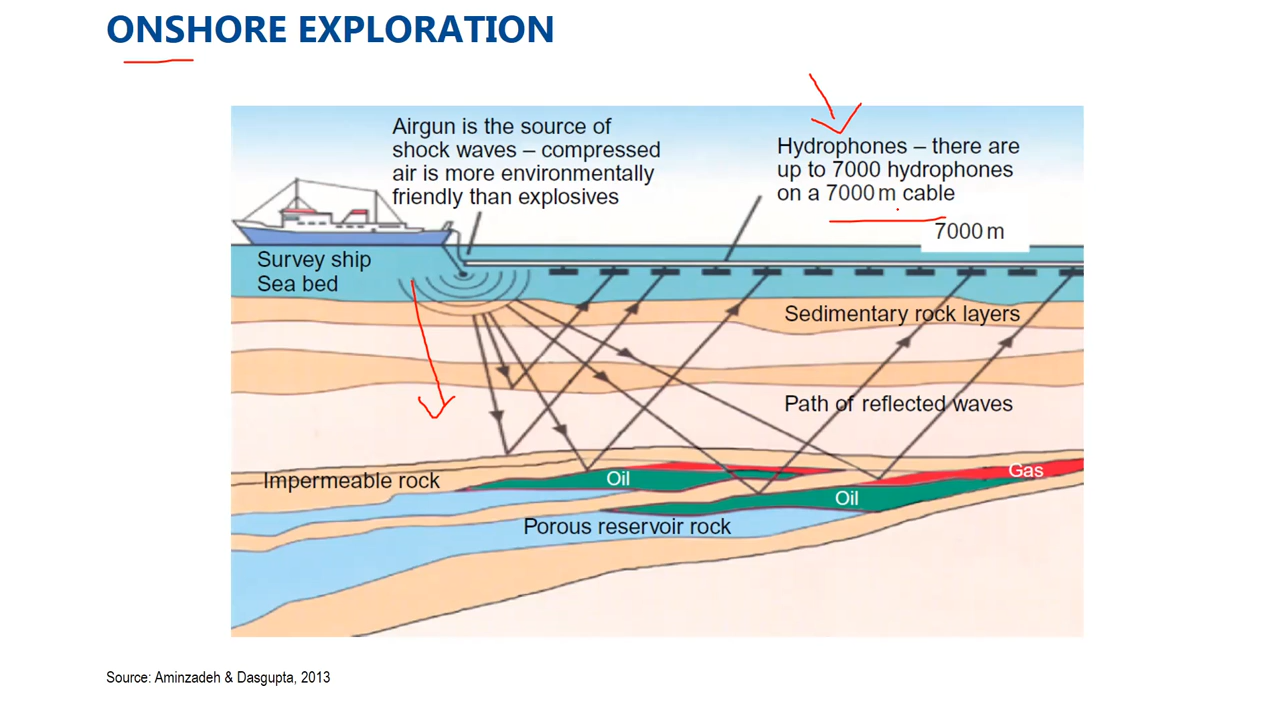 ONSHORE EXPLORATION
Airgun is the source of
shock waves – compressed
air is more environmentally
friendly than explosives
Hydrophones – there are
up to 7000 hydrophones
on a 7000 m cable
7000 m
Survey ship
Sea bed
Sedimentary rock layers
Path of reflected waves
Impermeable rock
Oil
Gas
Oil
Porous reservoir rock
Source: Aminzadeh & Dasgupta, 2013